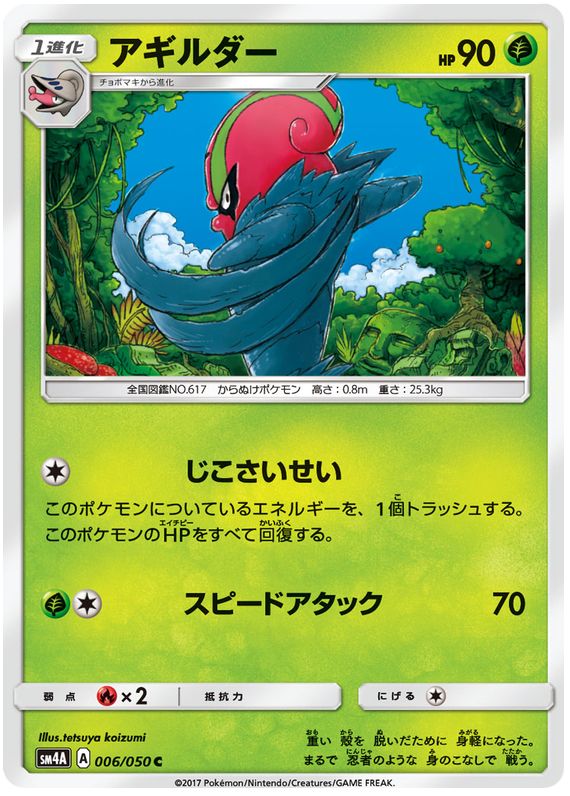 1進化 アギルダー HP 90
チョボマキから進化
全国図鑑NO.617 からぬけポケモン 高さ:0.8m 重さ:25.3kg
じこさいせい
このポケモンについているエネルギーを、1個トラッシュする。
このポケモンのHPをすべて回復する。
スピードアタック 70
弱点 ×2 抵抗力 にげる
Illus.tetsuya koizumi
重い 殻を 脱いだために 身軽になった。
まるで 忍者のような 身のこなしで 戦う。
SM4A A 006/050 C
©2017 Pokémon/Nintendo/Creatures/GAME FREAK.